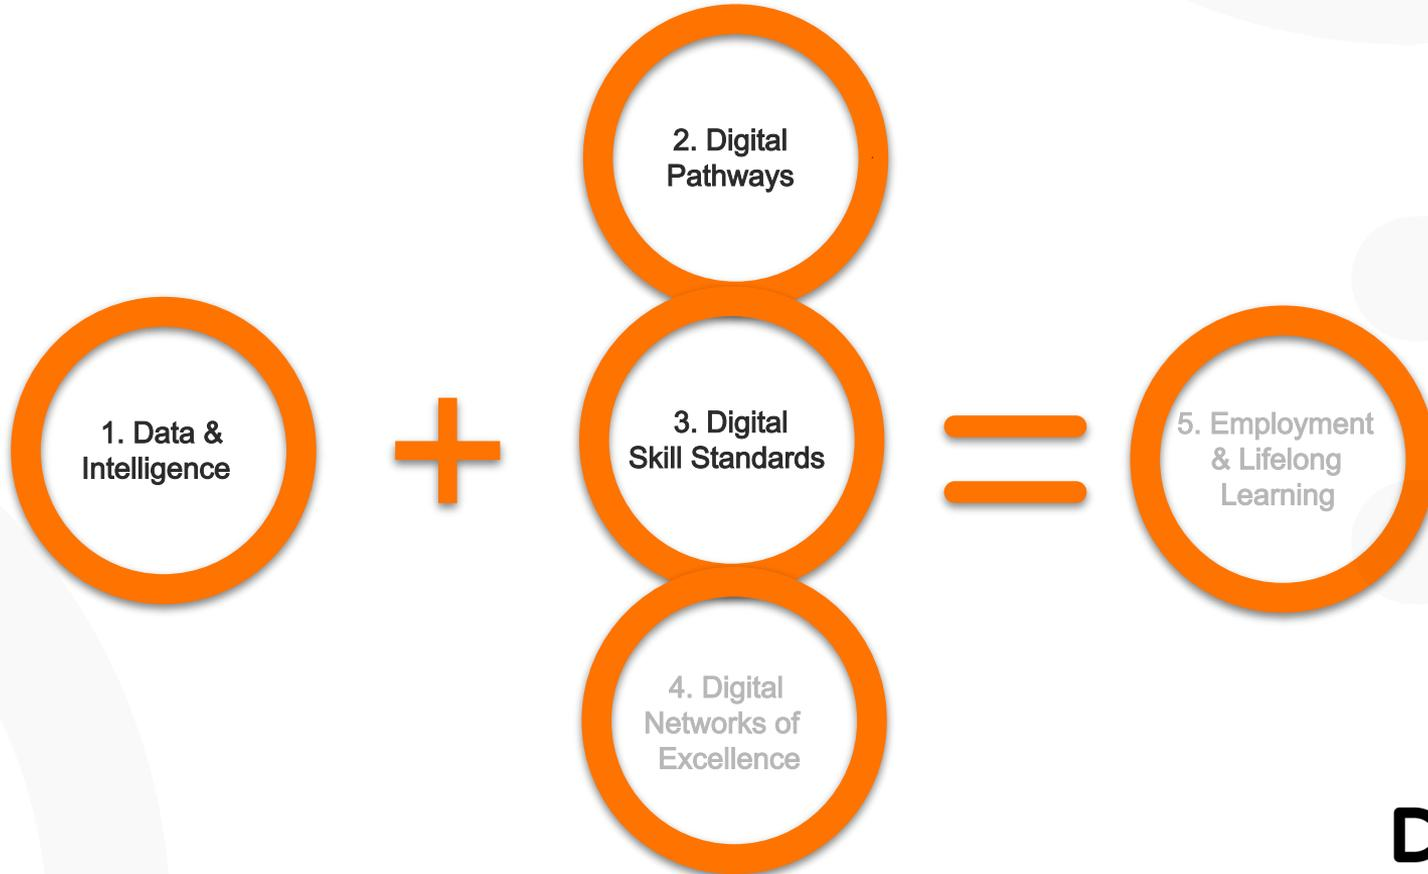 1. Data &
Intelligence
+
2. Digital
Pathways
3. Digital
Skill Standards
4. Digital
Networks of
Excellence
=
5. Employment
& Lifelong
Learning
D